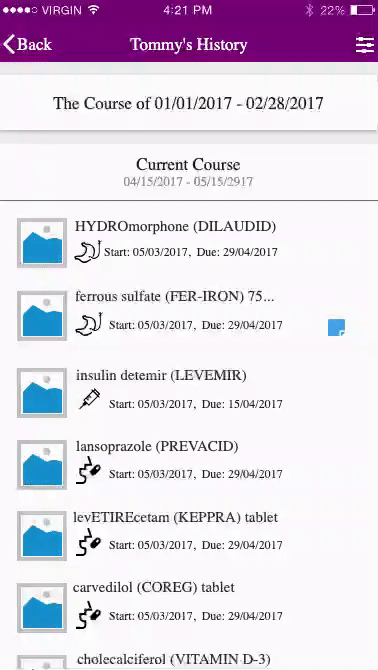 VIRGIN 4:21 PM 22%
Back Tommy's History
The Course of 01/01/2017 - 02/28/2017
Current Course
04/15/2017 - 05/15/2917
HYDROmorphone (DILAUDID)
Start: 05/03/2017, Due: 29/04/2017
ferrous sulfate (FER-IRON) 75...
Start: 05/03/2017, Due: 29/04/2017
insulin detemir (LEVEMIR)
Start: 05/03/2017, Due: 15/04/2017
lansoprazole (PREVACID)
Start: 05/03/2017, Due: 29/04/2017
levETIREcetam (KEPPRA) tablet
Start: 05/03/2017, Due: 29/04/2017
carvedilol (COREG) tablet
Start: 05/03/2017, Due: 29/04/2017
cholecalciferol (VITAMIN D-3)